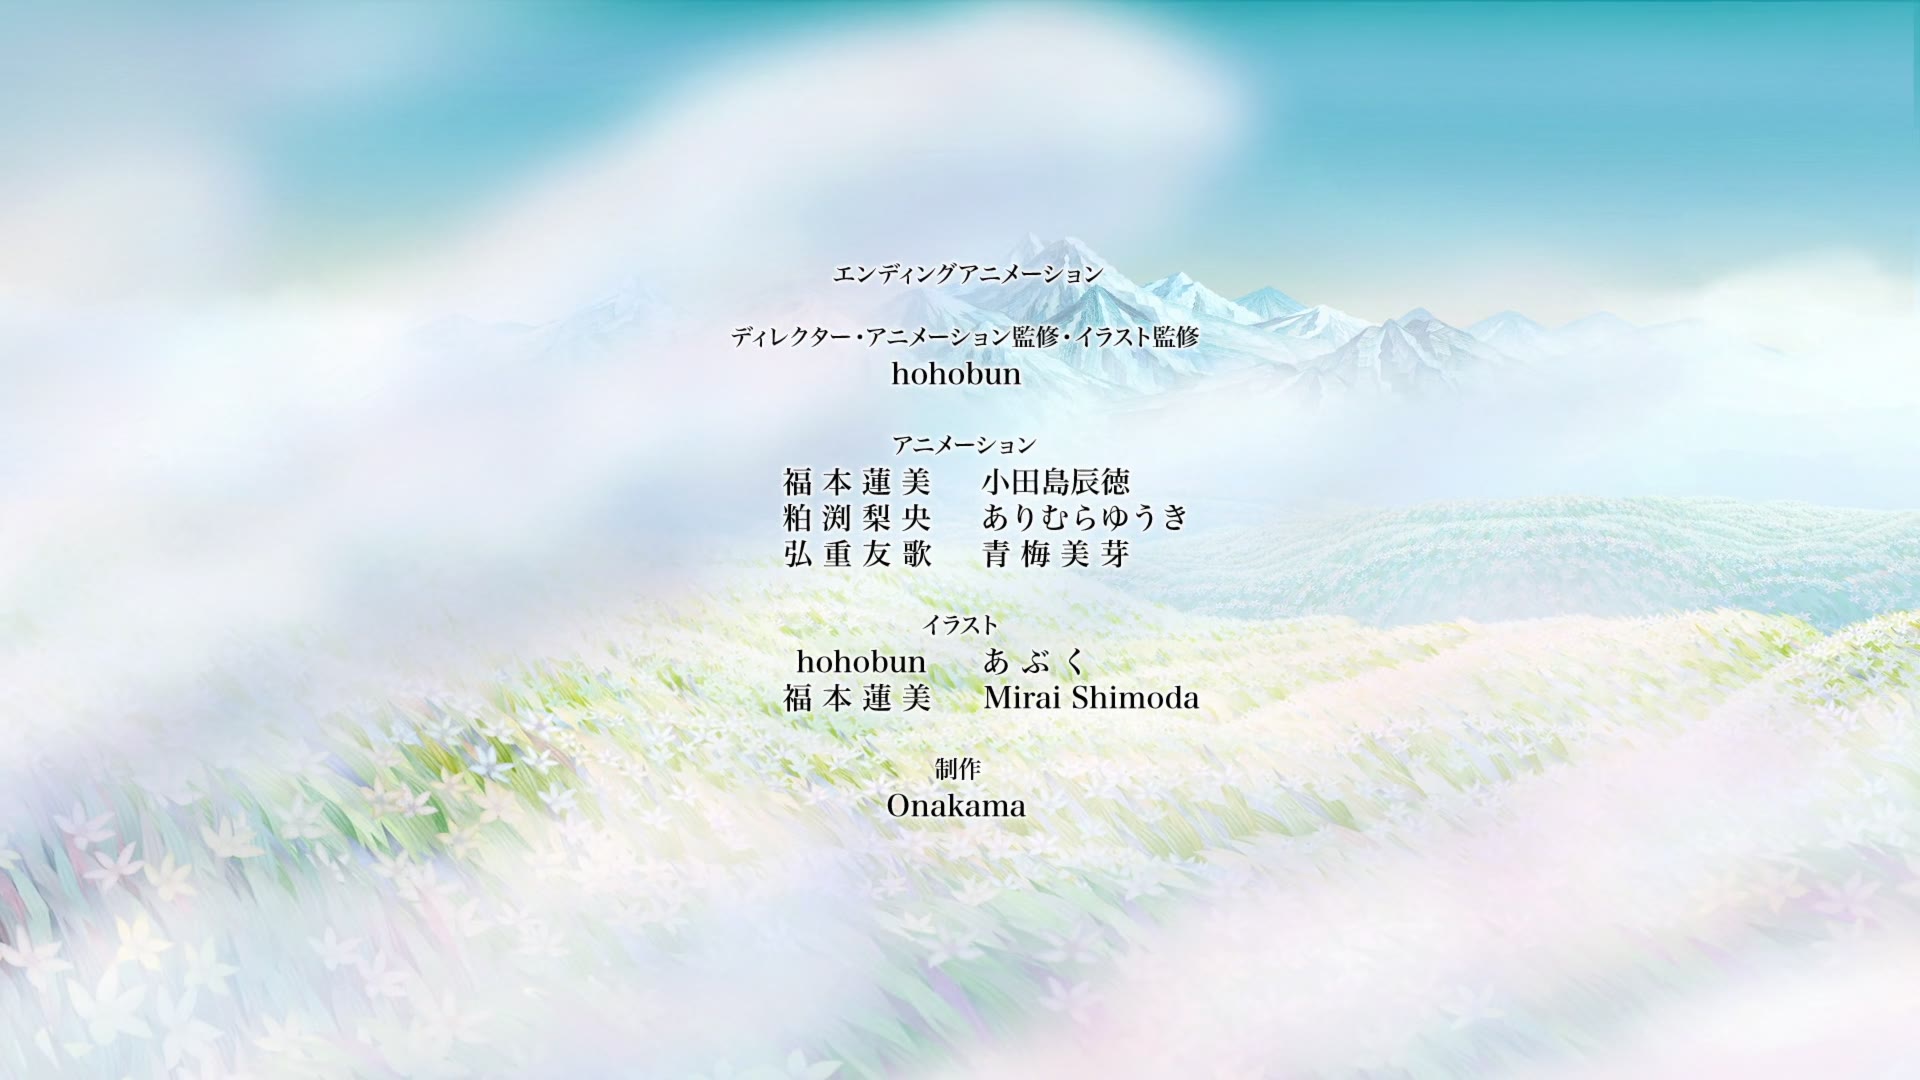 エンディングアニメーション
ディレクター・アニメーション監修・イラスト監修
hohobun
アニメーション
福本蓮美 小田島辰徳
粕渕梨央 ありむらゆうき
弘重友歌 青梅美芽
イラスト
hohobun あぶく
福本蓮美 Mirai Shimoda
制作
Onakama